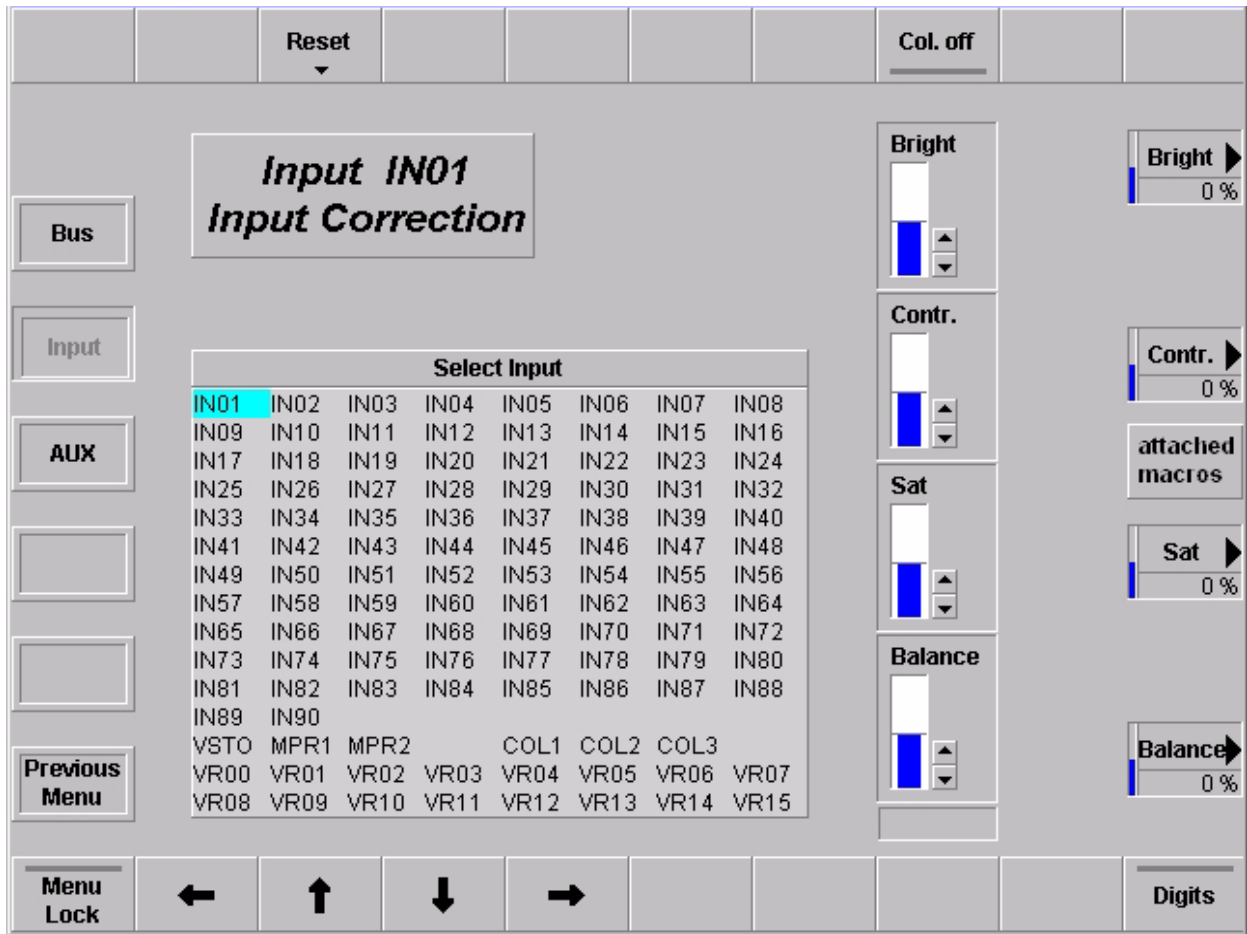 Reset
Col. off
Input IN01
Input Correction
Bus
Input
AUX
Previous
Menu
Select Input
IN01 IN02 IN03 IN04 IN05 IN06 IN07 IN08
IN09 IN10 IN11 IN12 IN13 IN14 IN15 IN16
IN17 IN18 IN19 IN20 IN21 IN22 IN23 IN24
IN25 IN26 IN27 IN28 IN29 IN30 IN31 IN32
IN33 IN34 IN35 IN36 IN37 IN38 IN39 IN40
IN41 IN42 IN43 IN44 IN45 IN46 IN47 IN48
IN49 IN50 IN51 IN52 IN53 IN54 IN55 IN56
IN57 IN58 IN59 IN60 IN61 IN62 IN63 IN64
IN65 IN66 IN67 IN68 IN69 IN70 IN71 IN72
IN73 IN74 IN75 IN76 IN77 IN78 IN79 IN80
IN81 IN82 IN83 IN84 IN85 IN86 IN87 IN88
IN89 IN90
VSTO MPR1 MPR2 COL1 COL2 COL3
VR00 VR01 VR02 VR03 VR04 VR05 VR06 VR07
VR08 VR09 VR10 VR11 VR12 VR13 VR14 VR15
Bright
Contr.
Sat
Balance
Bright
0 %
Contr.
0 %
attached
macros
Sat
0 %
Balance
0 %
Menu
Lock
Digits